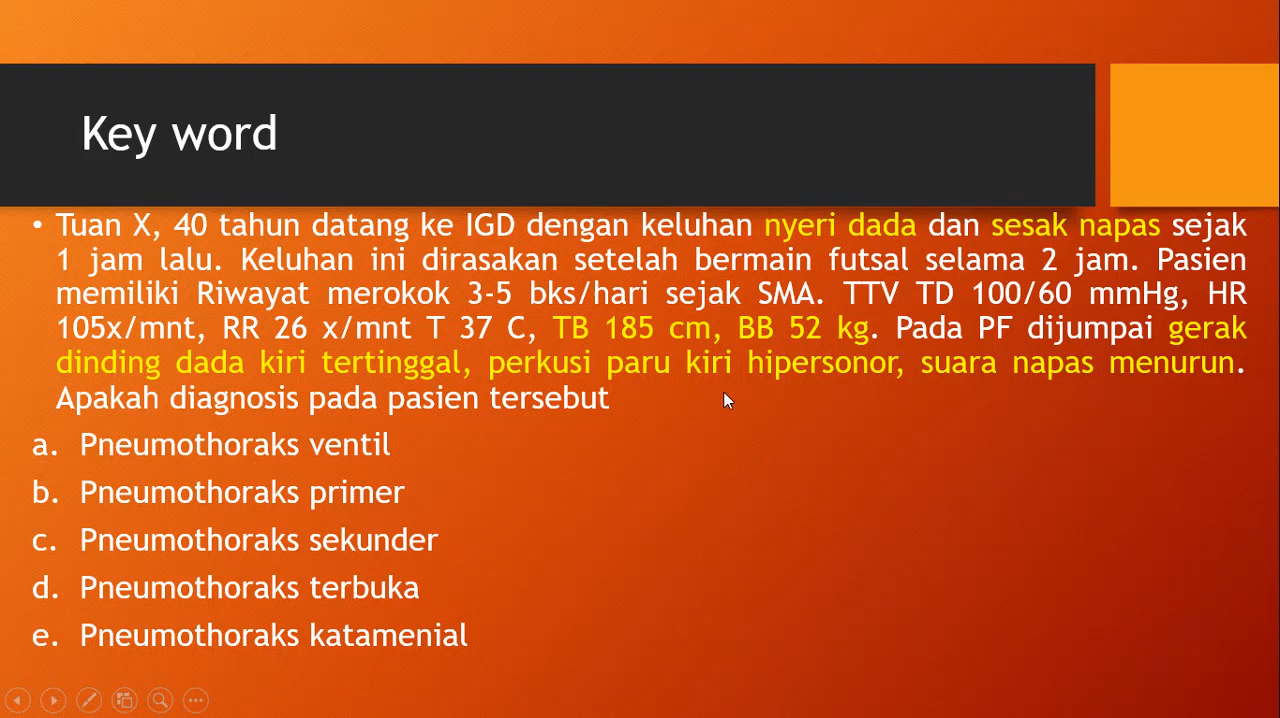 Key word
• Tuan X, 40 tahun datang ke IGD dengan keluhan nyeri dada dan sesak napas sejak
1 jam lalu. Keluhan ini dirasakan setelah bermain futsal selama 2 jam. Pasien
memiliki Riwayat merokok 3-5 bks/hari sejak SMA. TTV TD 100/60 mmHg, HR
105x/mnt, RR 26 x/mnt T 37 C, TB 185 cm, BB 52 kg. Pada PF dijumpai gerak
dinding dada kiri tertinggal, perkusi paru kiri hipersonor, suara napas menurun.
Apakah diagnosis pada pasien tersebut
a. Pneumothoraks ventil
b. Pneumothoraks primer
c. Pneumothoraks sekunder
d. Pneumothoraks terbuka
e. Pneumothoraks katamenial